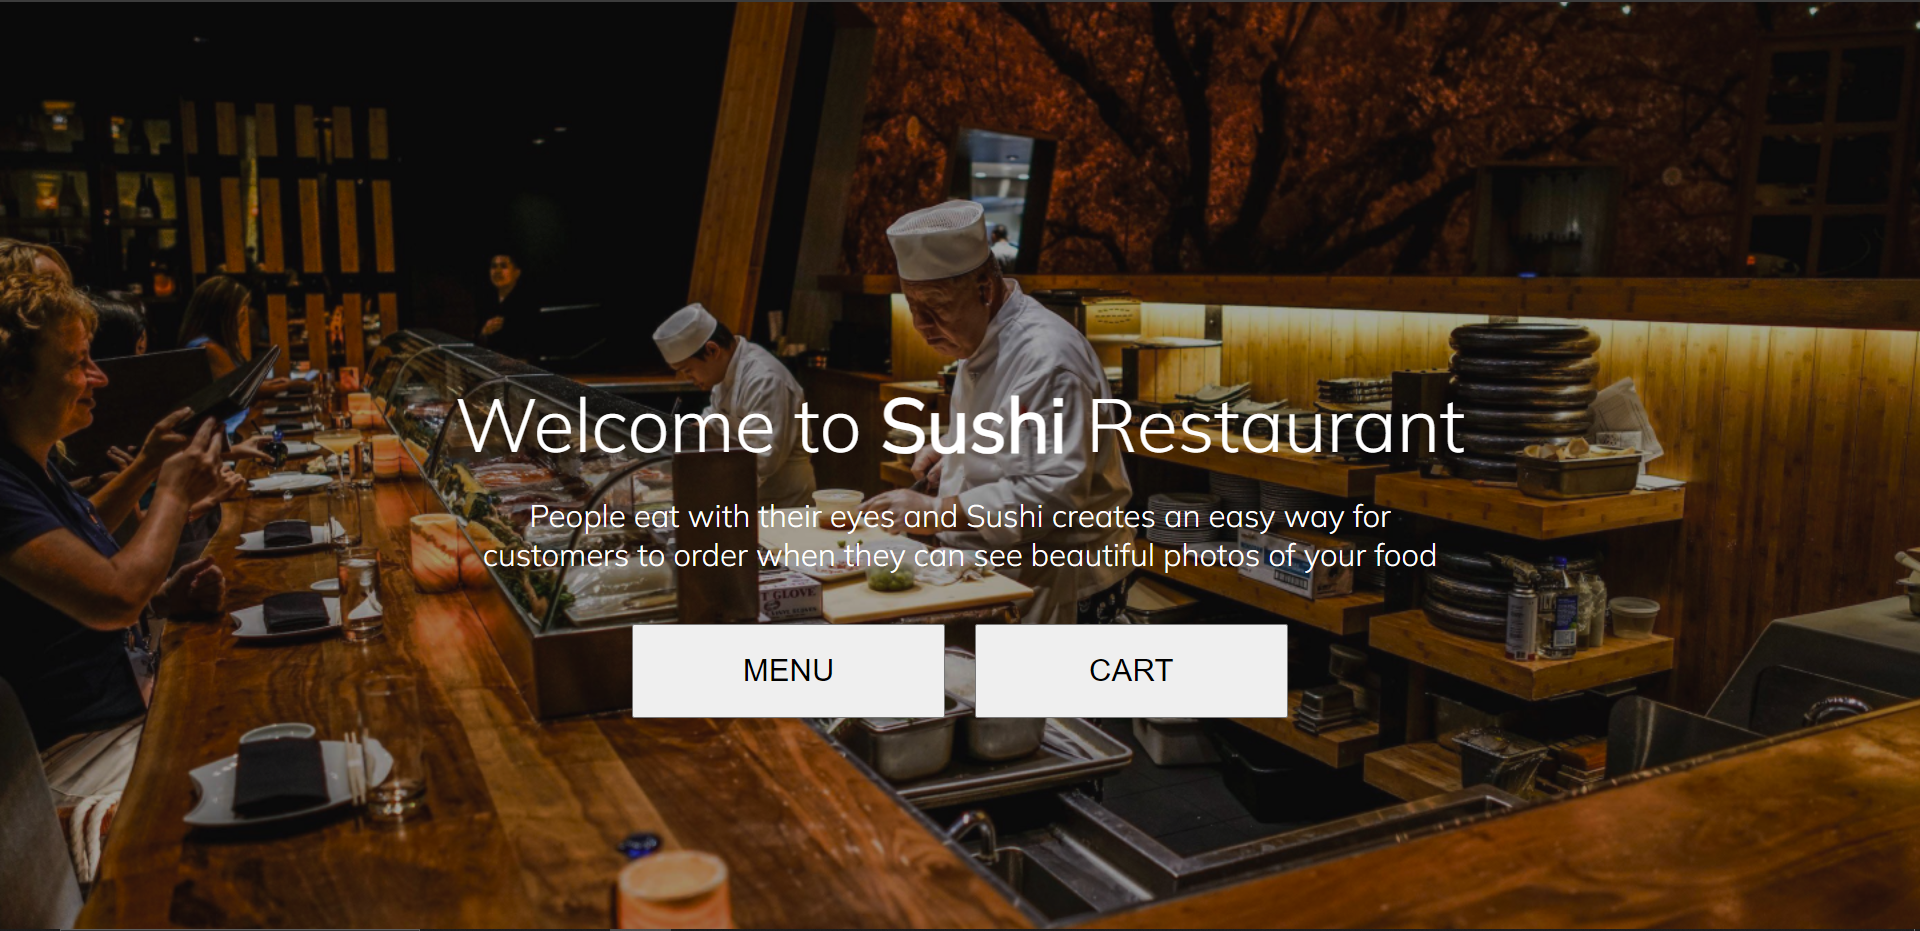 Welcome to Sushi Restaurant
People eat with their eyes and Sushi creates an easy way for
customers to order when they can see beautiful photos of your food
GLOVE
MENU
CART